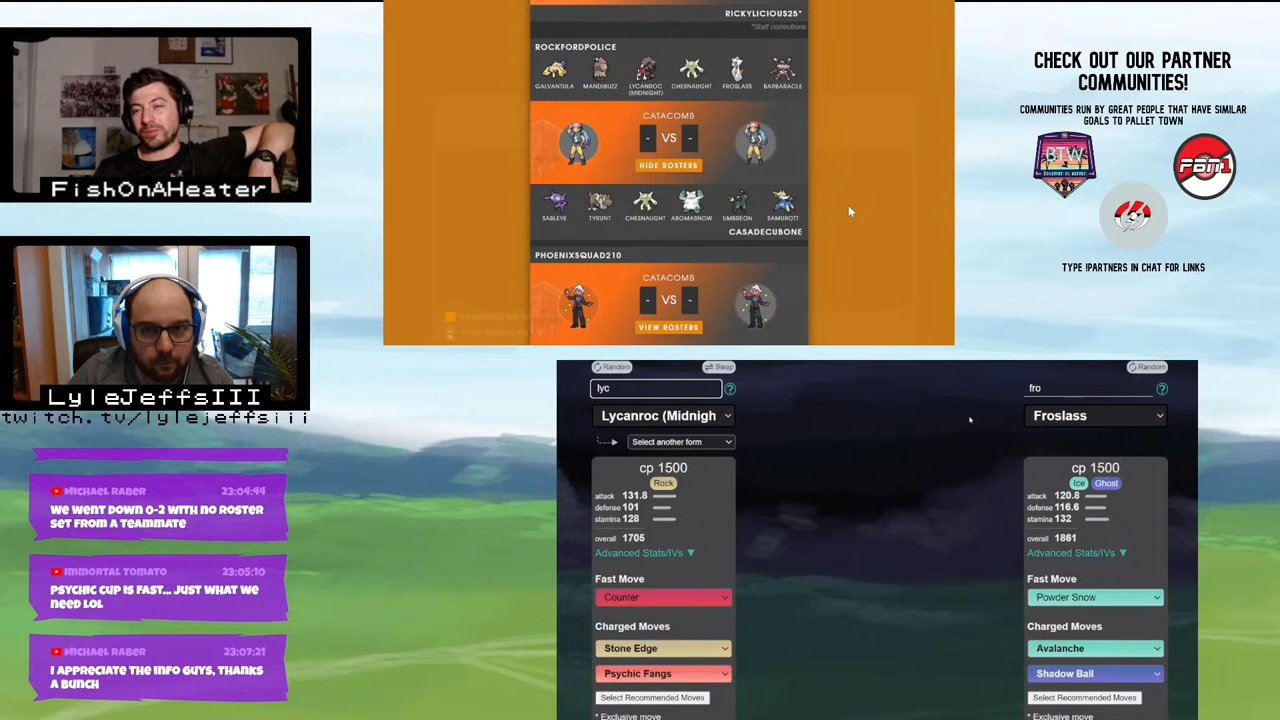 FishOnAHeater
LyleJeffsIII
twitch.tv/lylejeffsiii
MICHAEL RABER 23:04:44
WE WENT DOWN 0-2 WITH NO ROSTER
SET FROM A TEAMMATE
IMMORTAL TOMATO 23:05:10
PSYCHIC CUP IS FAST... JUST WHAT WE
NEED LOL
MICHAEL RABER 23:07:21
I APPRECIATE THE INFO GUYS, THANKS
A BUNCH
RICKYLICIOUS25*
*Staff corrections
ROCKFORDPOLICE
GALVANTULA MANDIBUZZ LYCANROC (MIDNIGHT) CHESNAUGHT FROSLASS BARBARACLE
CATACOMB
- VS -
HIDE ROSTERS
SABLEYE TYRUNT CHESNAUGHT ABOMASNOW UMBREON SAMUROTT
CASADECUBONE
PHOENIXSQUAD210
CATACOMB
- VS -
VIEW ROSTERS
CHECK OUT OUR PARTNER
COMMUNITIES!
COMMUNITIES RUN BY GREAT PEOPLE THAT HAVE SIMILAR
GOALS TO PALLET TOWN
BTW
PBN1
TYPE !PARTNERS IN CHAT FOR LINKS
Random Swap
lyc ?
Lycanroc (Midnigh
Select another form
cp 1500
Rock
attack 131.8
defense 101
stamina 128
overall 1705
Advanced Stats/IVs ▼
Fast Move
Counter
Charged Moves
Stone Edge
Psychic Fangs
Select Recommended Moves
* Exclusive move
Random
fro ?
Froslass
cp 1500
Ice Ghost
attack 120.8
defense 116.6
stamina 132
overall 1861
Advanced Stats/IVs ▼
Fast Move
Powder Snow
Charged Moves
Avalanche
Shadow Ball
Select Recommended Moves
* Exclusive move